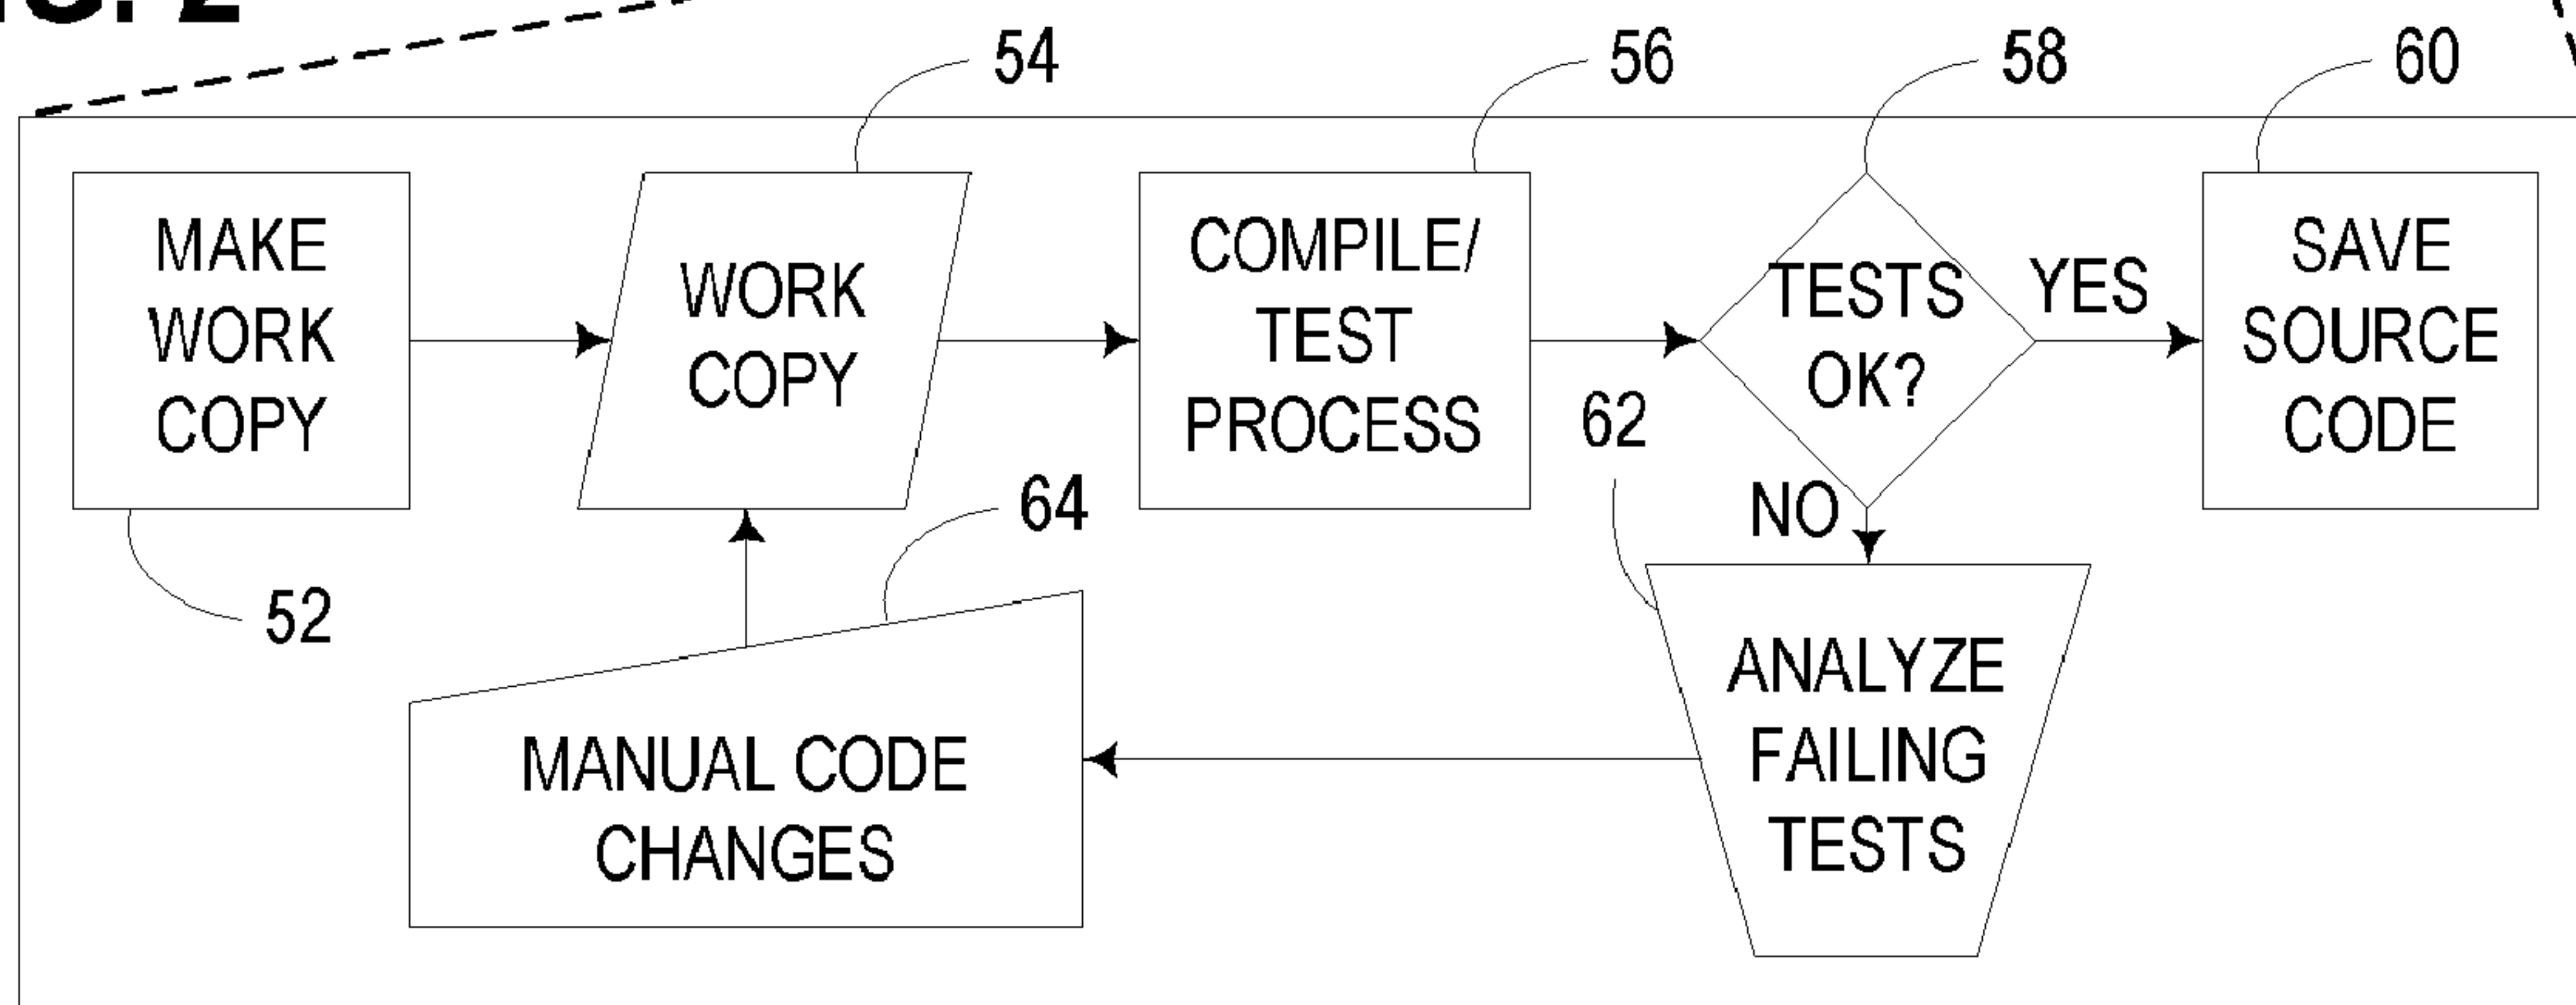 54
56
58
60
MAKE
WORK
COPY
WORK
COPY
COMPILE/
TEST
PROCESS
TESTS
OK?
YES
SAVE
SOURCE
CODE
62
NO
64
52
MANUAL CODE
CHANGES
ANALYZE
FAILING
TESTS